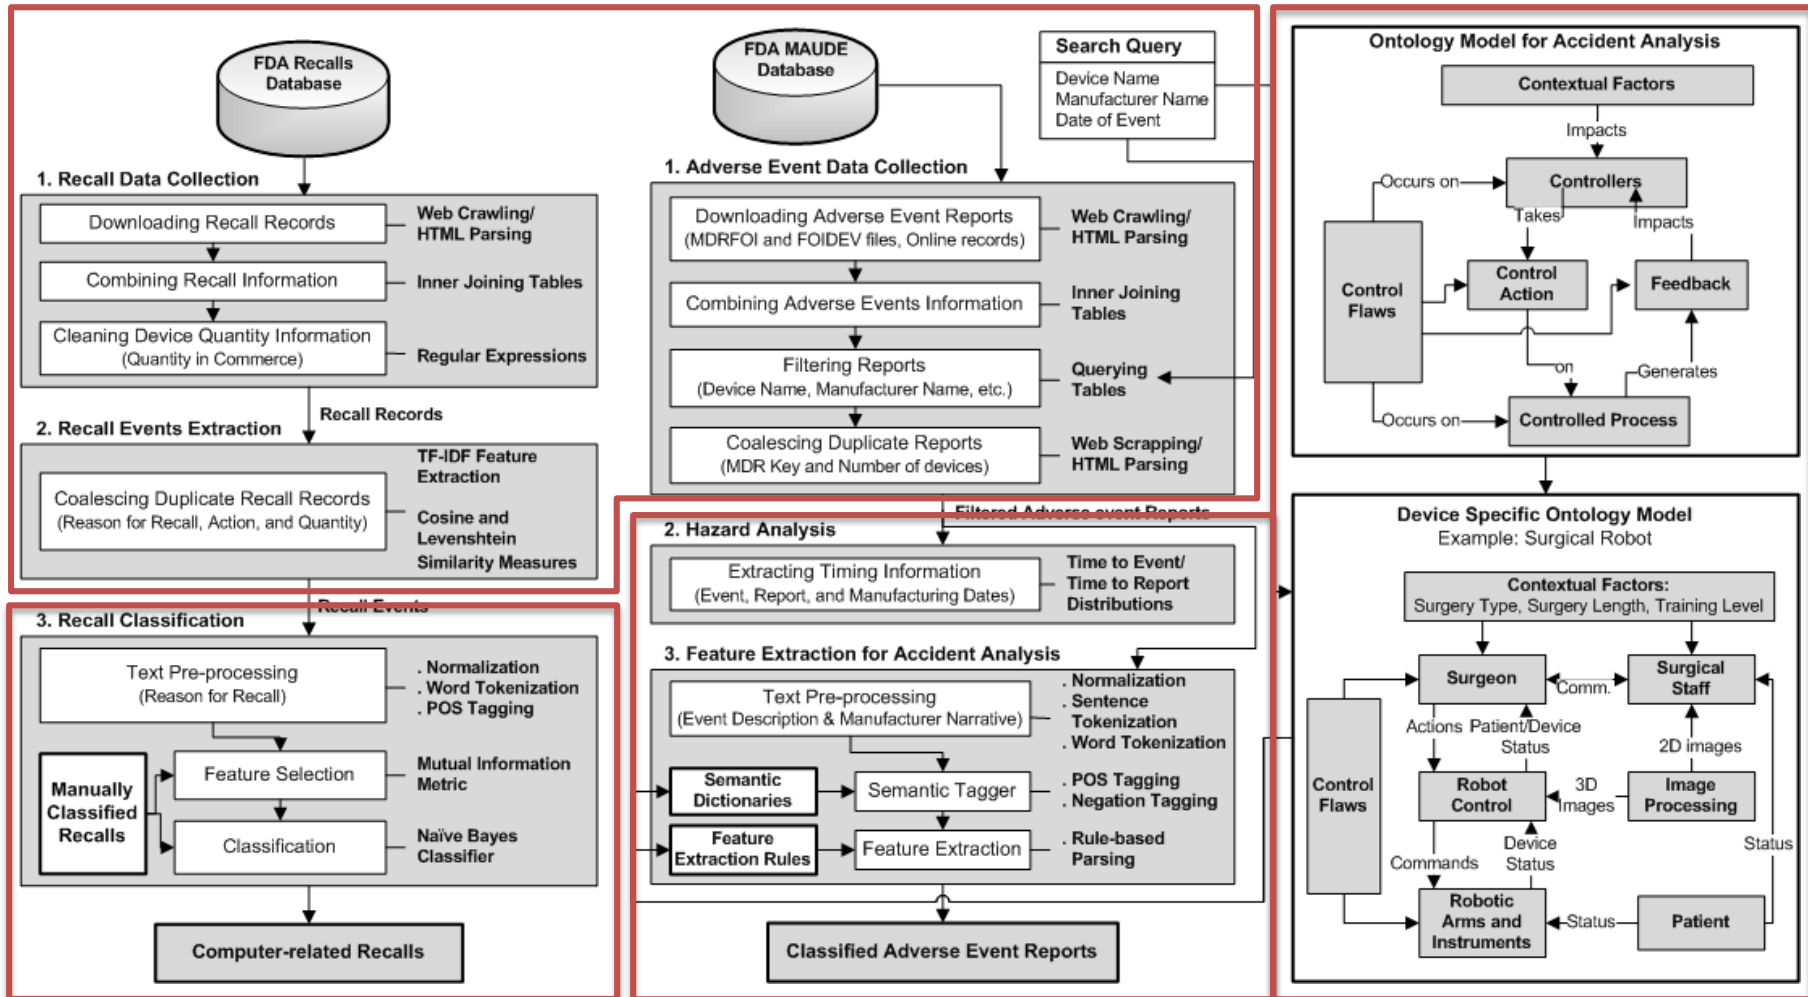 FDA Recalls
Database
1. Recall Data Collection
Downloading Recall Records
Web Crawling/
HTML Parsing
Combining Recall Information
Inner Joining Tables
Cleaning Device Quantity Information
(Quantity in Commerce)
Regular Expressions
Recall Records
2. Recall Events Extraction
Coalescing Duplicate Recall Records
(Reason for Recall, Action, and Quantity)
TF-IDF Feature
Extraction
Cosine and
Levenshtein
Similarity Measures
Recall Events
3. Recall Classification
Text Pre-processing
(Reason for Recall)
. Normalization
. Word Tokenization
. POS Tagging
Manually
Classified
Recalls
Feature Selection
Mutual Information
Metric
Classification
Naïve Bayes
Classifier
Computer-related Recalls
FDA MAUDE
Database
Search Query
Device Name
Manufacturer Name
Date of Event
1. Adverse Event Data Collection
Downloading Adverse Event Reports
(MDRFOI and FOIDEV files, Online records)
Web Crawling/
HTML Parsing
Combining Adverse Events Information
Inner Joining
Tables
Filtering Reports
(Device Name, Manufacturer Name, etc.)
Querying
Tables
Coalescing Duplicate Reports
(MDR Key and Number of devices)
Web Scrapping/
HTML Parsing
Filtered Adverse event Reports
2. Hazard Analysis
Extracting Timing Information
(Event, Report, and Manufacturing Dates)
Time to Event/
Time to Report
Distributions
3. Feature Extraction for Accident Analysis
Text Pre-processing
(Event Description & Manufacturer Narrative)
. Normalization
. Sentence
Tokenization
. Word Tokenization
Semantic
Dictionaries
Semantic Tagger
. POS Tagging
. Negation Tagging
Feature
Extraction Rules
Feature Extraction
. Rule-based
Parsing
Classified Adverse Event Reports
Ontology Model for Accident Analysis
Contextual Factors
Impacts
Occurs on
Controllers
Takes
Impacts
Control
Flaws
Control
Action
Feedback
on
Generates
Occurs on
Controlled Process
Device Specific Ontology Model
Example: Surgical Robot
Contextual Factors:
Surgery Type, Surgery Length, Training Level
Surgeon
Comm.
Surgical
Staff
Actions
Patient/Device
Status
2D images
Control
Flaws
Robot
Control
3D
Images
Image
Processing
Commands
Device
Status
Status
Robotic
Arms and
Instruments
Status
Patient